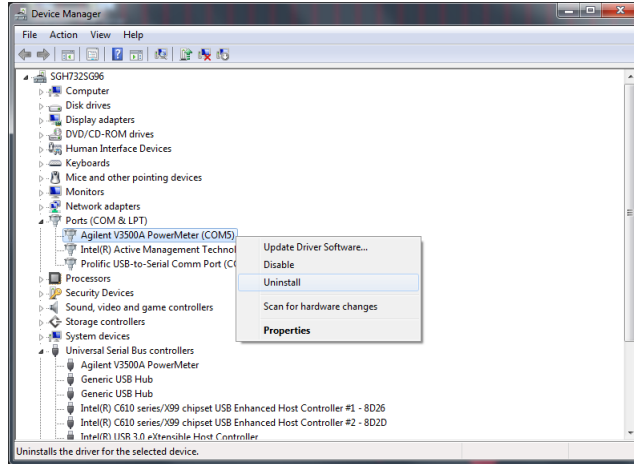 Device Manager
File Action View Help
SGH732SG96
Computer
Disk drives
Display adapters
DVD/CD-ROM drives
Human Interface Devices
Keyboards
Mice and other pointing devices
Monitors
Network adapters
Ports (COM & LPT)
Agilent V3500A PowerMeter (COM5)
Intel(R) Active Management Technol
Prolific USB-to-Serial Comm Port (CO
Update Driver Software...
Disable
Uninstall
Scan for hardware changes
Properties
Processors
Security Devices
Sound, video and game controllers
Storage controllers
System devices
Universal Serial Bus controllers
Agilent V3500A PowerMeter
Generic USB Hub
Generic USB Hub
Intel(R) C610 series/X99 chipset USB Enhanced Host Controller #1 - 8D26
Intel(R) C610 series/X99 chipset USB Enhanced Host Controller #2 - 8D2D
Intel(R) USB 3.0 eXtensible Host Controller
Uninstalls the driver for the selected device.